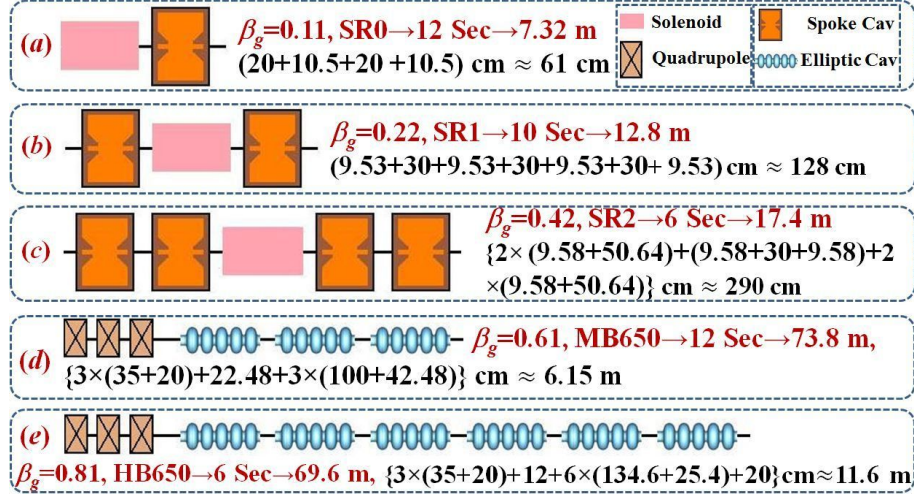 (a)
β_g=0.11, SR0→12 Sec→7.32 m
(20+10.5+20 +10.5) cm ≈ 61 cm
Solenoid
Spoke Cav
Quadrupole
Elliptic Cav
(b)
β_g=0.22, SR1→10 Sec→12.8 m
(9.53+30+9.53+30+9.53+30+ 9.53) cm ≈ 128 cm
(c)
β_g=0.42, SR2→6 Sec→17.4 m
{2× (9.58+50.64)+(9.58+30+9.58)+2
×(9.58+50.64)} cm ≈ 290 cm
(d)
β_g=0.61, MB650→12 Sec→73.8 m,
{3×(35+20)+22.48+3×(100+42.48)} cm ≈ 6.15 m
(e)
β_g=0.81, HB650→6 Sec→69.6 m, {3×(35+20)+12+6×(134.6+25.4)+20}cm≈11.6 m